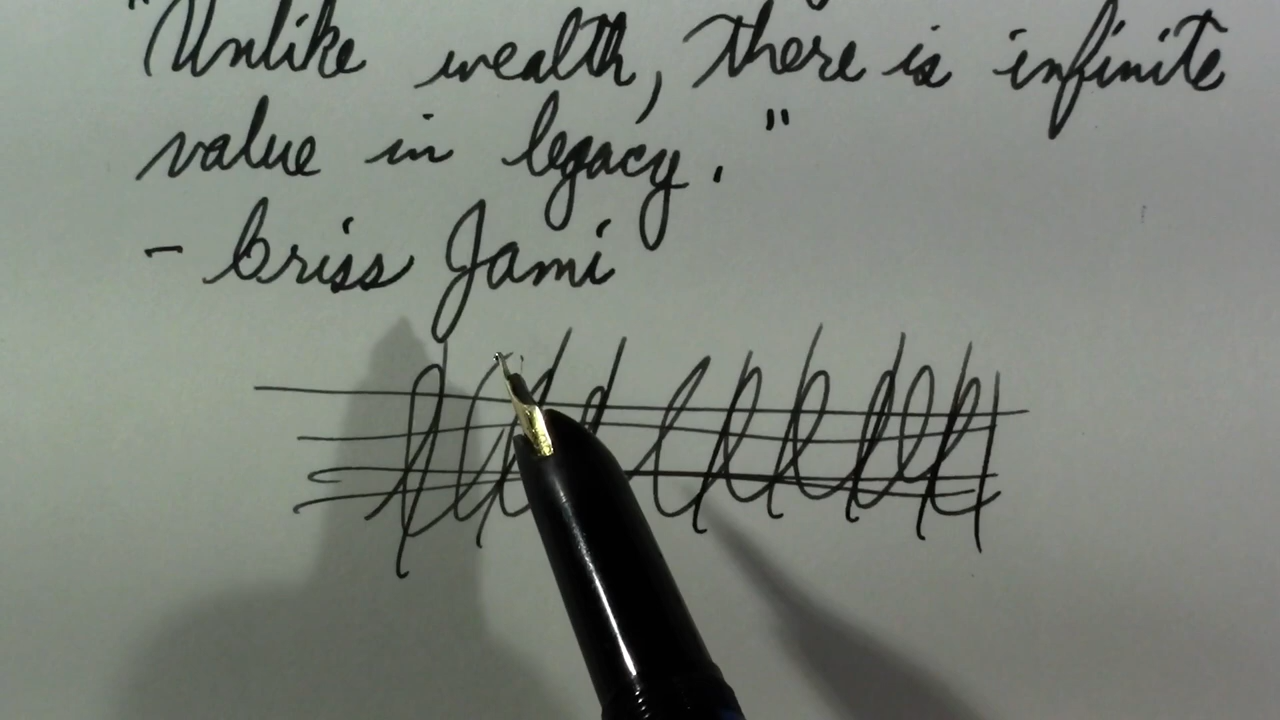 "Unlike wealth, there is infinite
value in legacy."
- Criss Jami